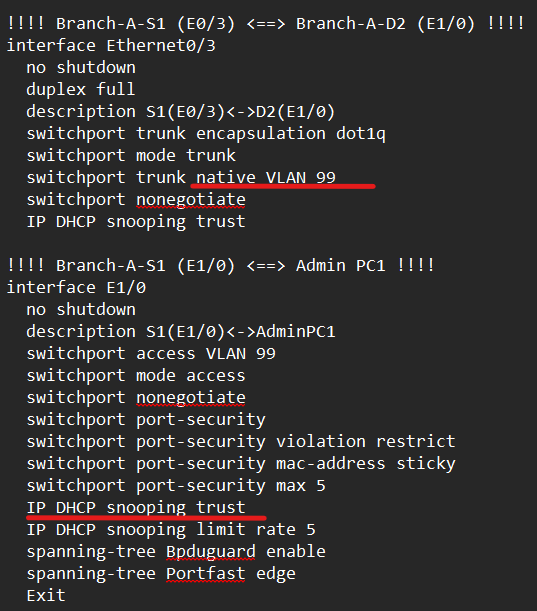 !!!! Branch-A-S1 (E0/3) <==> Branch-A-D2 (E1/0) !!!!
interface Ethernet0/3
no shutdown
duplex full
description S1(E0/3)<->D2(E1/0)
switchport trunk encapsulation dot1q
switchport mode trunk
switchport trunk native VLAN 99
switchport nonegotiate
IP DHCP snooping trust
!!!! Branch-A-S1 (E1/0) <==> Admin PC1 !!!!
interface E1/0
no shutdown
description S1(E1/0)<->AdminPC1
switchport access VLAN 99
switchport mode access
switchport nonegotiate
switchport port-security
switchport port-security violation restrict
switchport port-security mac-address sticky
switchport port-security max 5
IP DHCP snooping trust
IP DHCP snooping limit rate 5
spanning-tree Bpduguard enable
spanning-tree Portfast edge
Exit